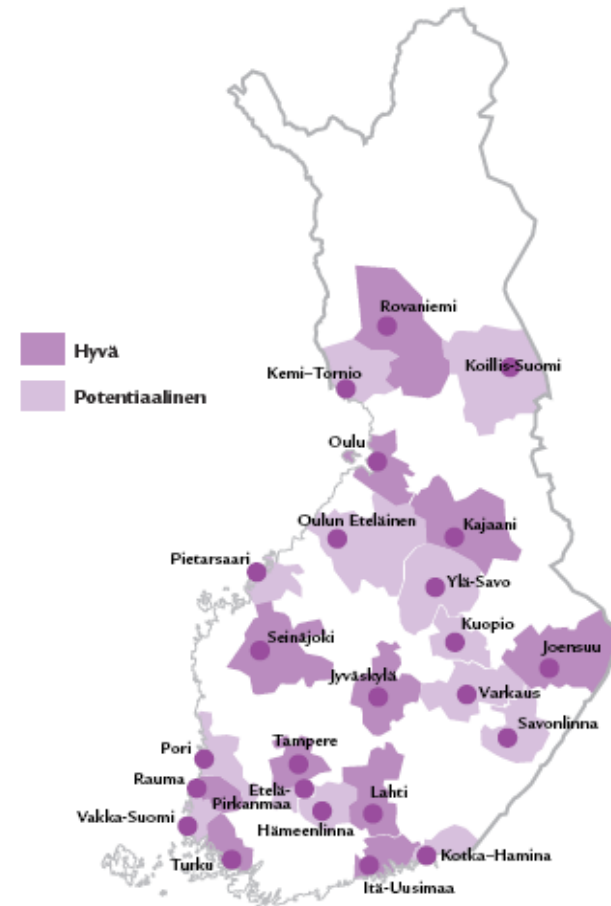 Rovaniemi
Hyvä
Koillis-Suomi
Kemi–Tornio
Potentiaalinen
Oulu
Oulun Eteläinen
Kajaani
Pietarsaari
Ylä-Savo
Kuopio
Seinäjoki
Joensuu
Jyväskylä
Varkaus
Savonlinna
Tampere
Pori
Rauma
Etelä-
Pirkanmaa
Lahti
Vakka-Suomi
Hämeenlinna
Kotka–Hamina
Turku
Itä-Uusimaa